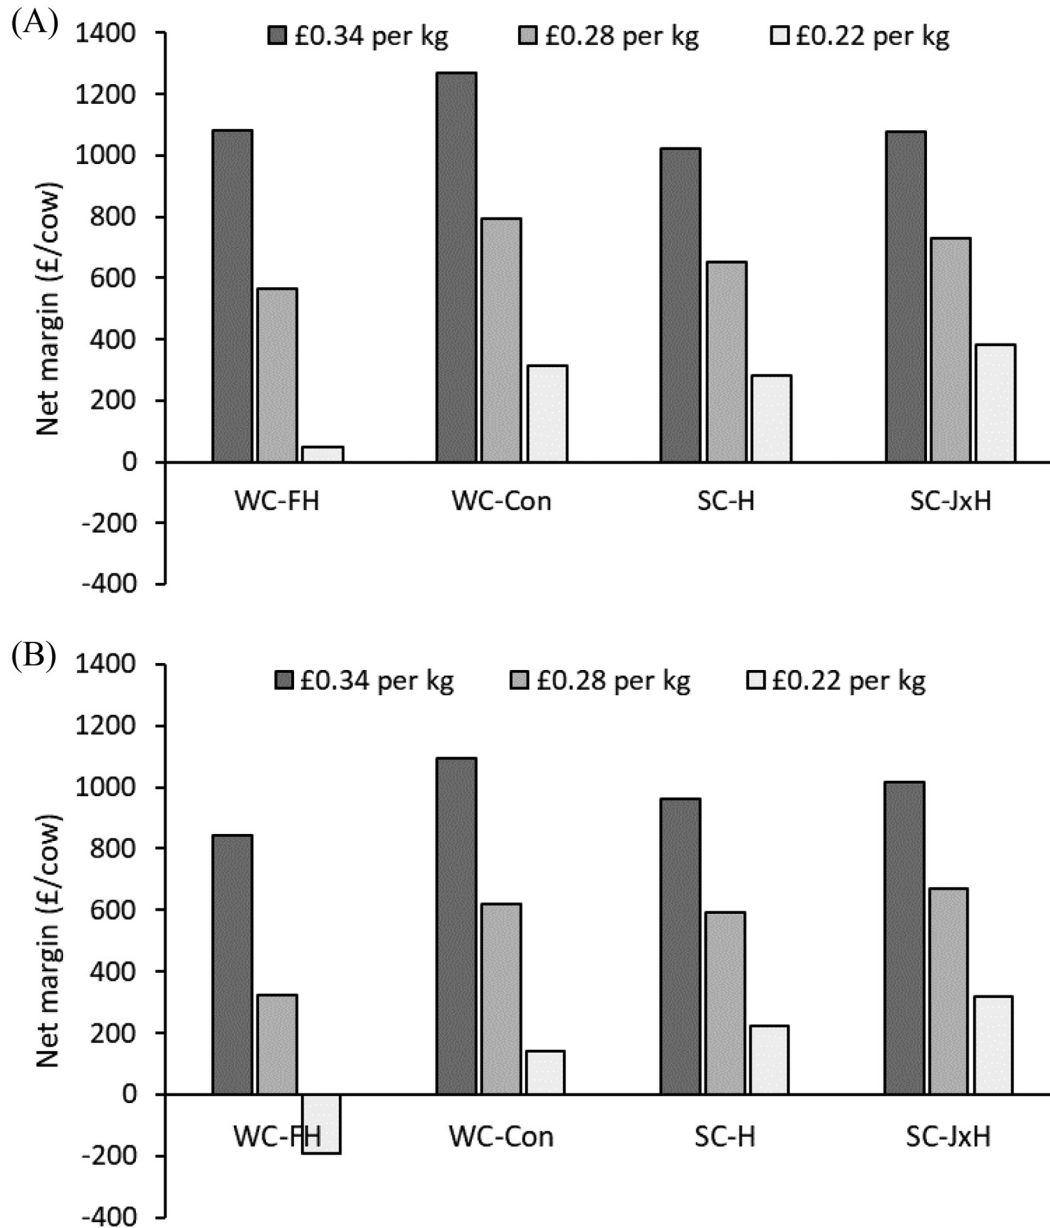 (A)
£0.34 per kg £0.28 per kg £0.22 per kg
1400
1200
1000
800
600
400
200
0
-200
-400
Net margin (£/cow)
WC-FH WC-Con SC-H SC-JxH
(B)
£0.34 per kg £0.28 per kg £0.22 per kg
1400
1200
1000
800
600
400
200
0
-200
-400
Net margin (£/cow)
WC-FH WC-Con SC-H SC-JxH